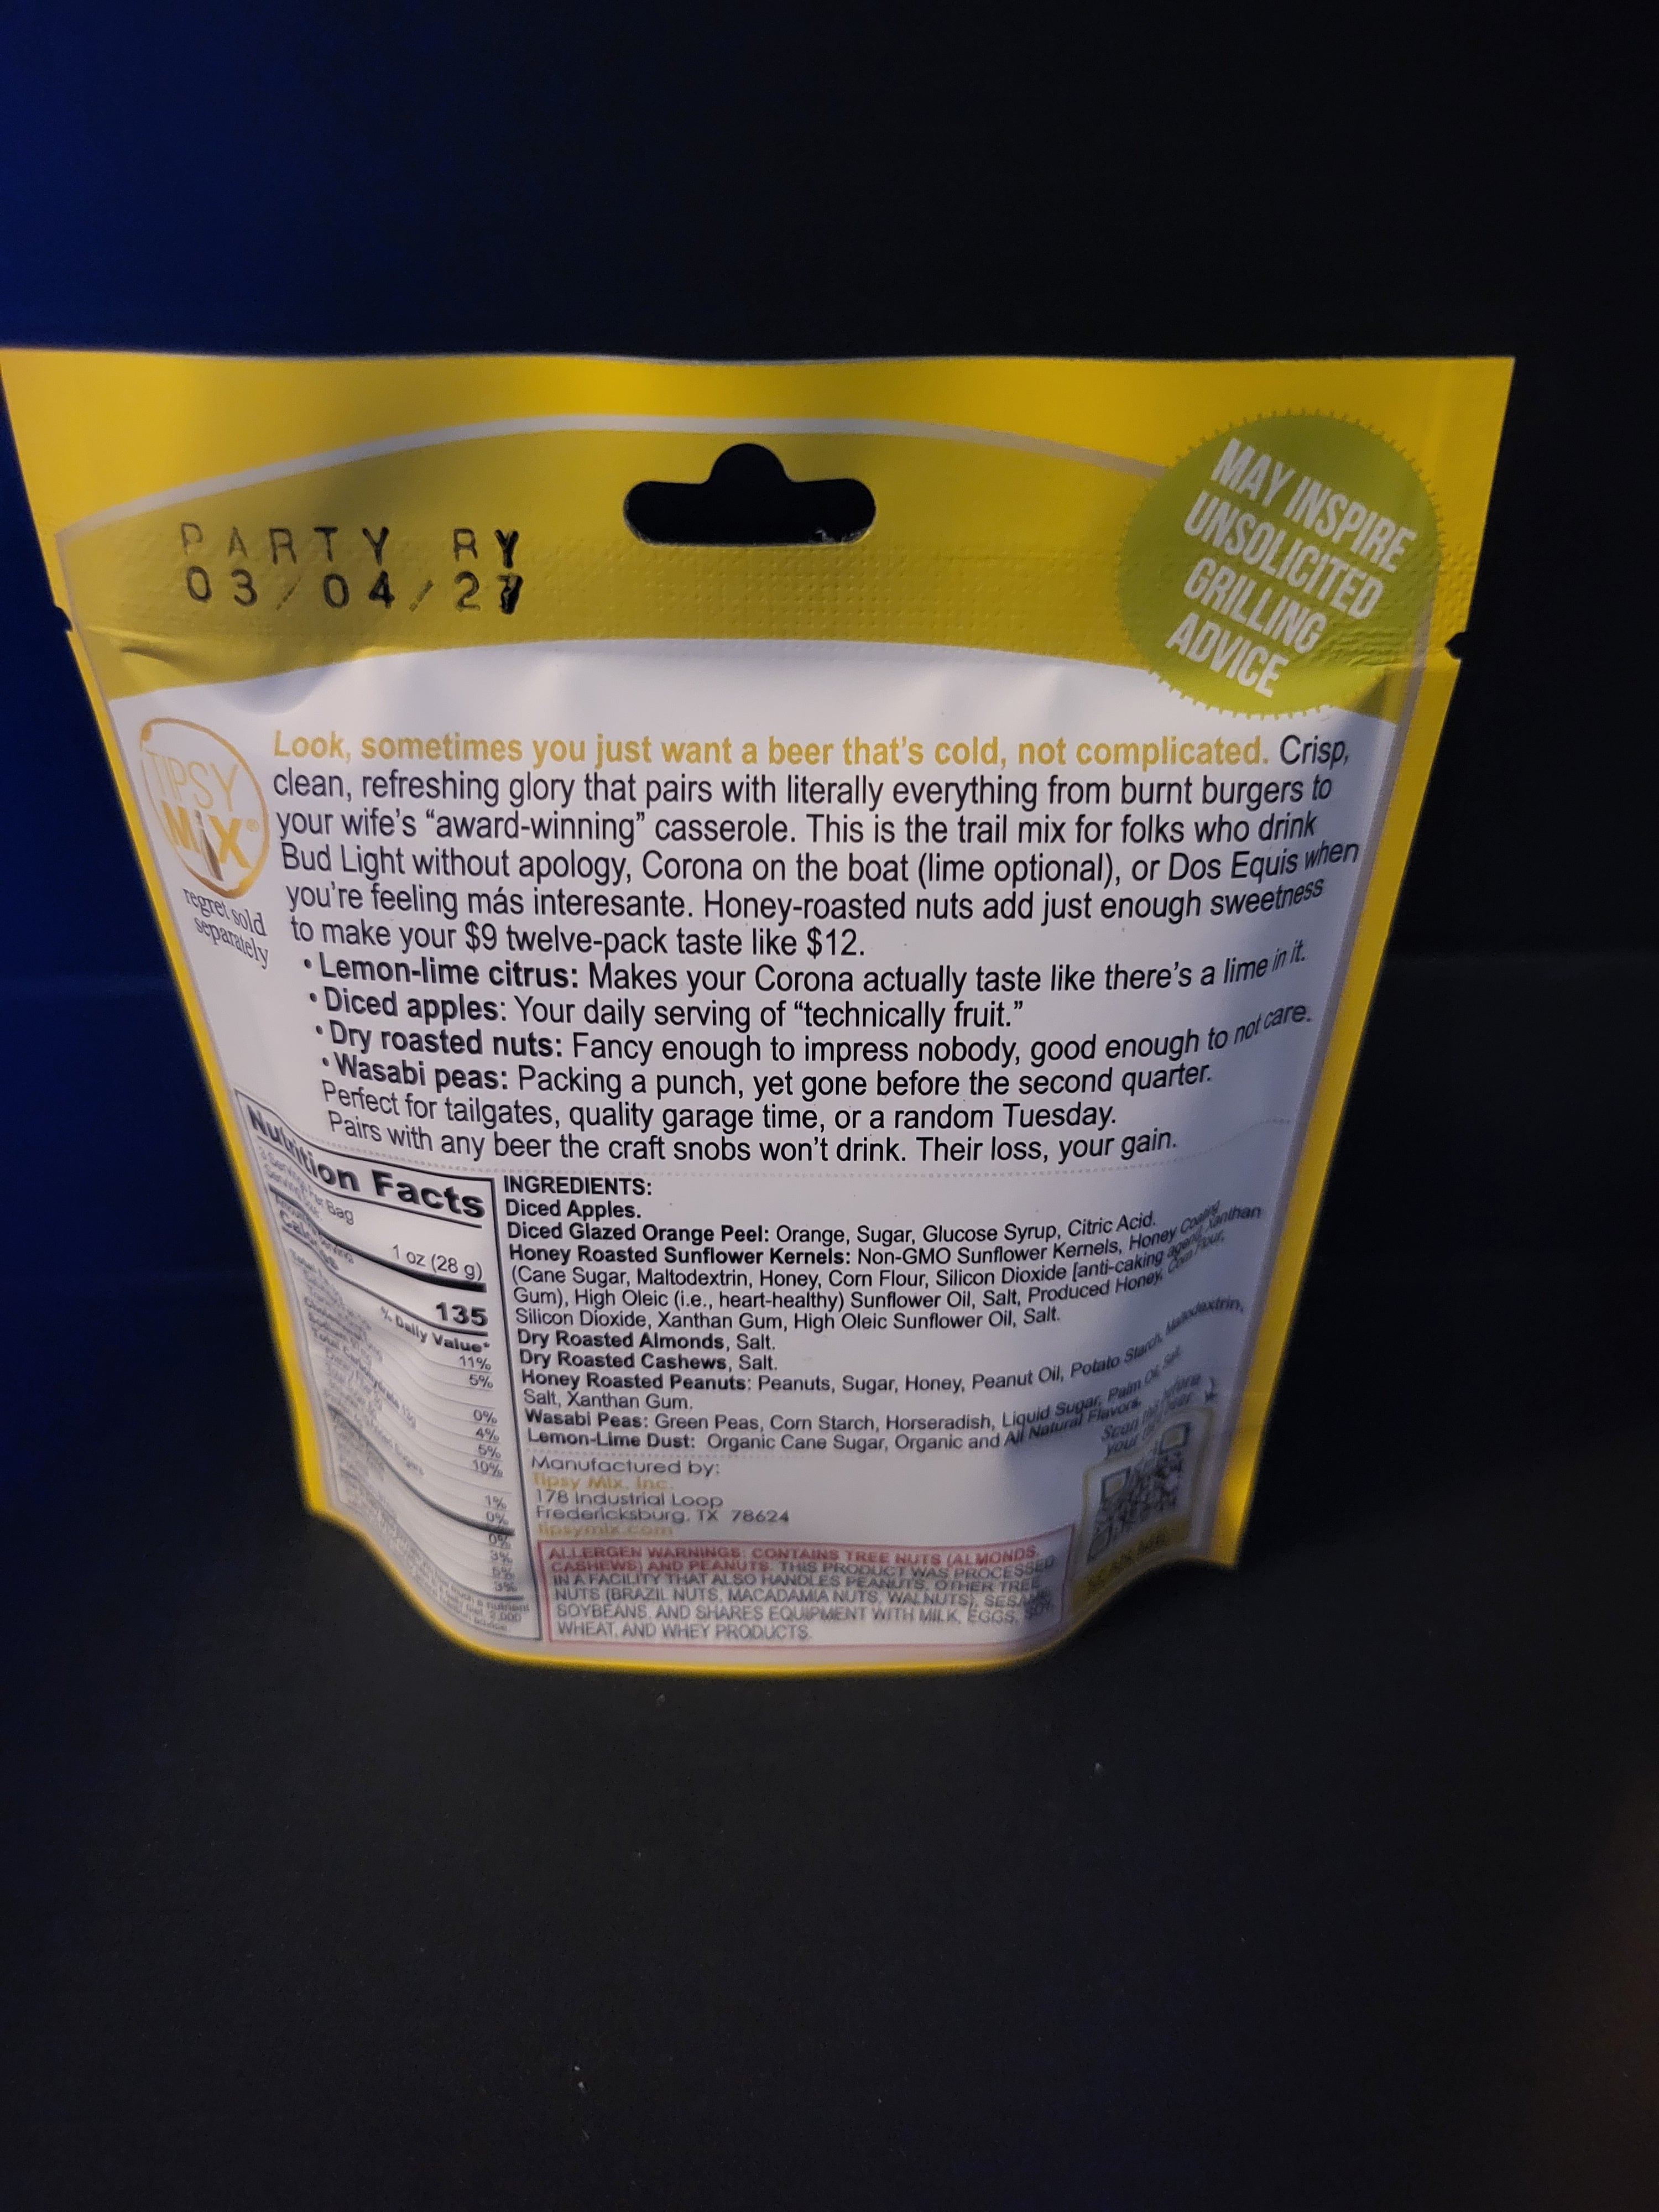 PARTY BY
03/04/27
MAY INSPIRE
UNSOLICITED
GRILLING
ADVICE
TIPSY
MiX®
regret sold
separately
Look, sometimes you just want a beer that's cold, not complicated. Crisp,
clean, refreshing glory that pairs with literally everything from burnt burgers to
your wife's “award-winning” casserole. This is the trail mix for folks who drink
Bud Light without apology, Corona on the boat (lime optional), or Dos Equis when
you're feeling más interesante. Honey-roasted nuts add just enough sweetness
to make your $9 twelve-pack taste like $12.
• Lemon-lime citrus: Makes your Corona actually taste like there's a lime in it.
• Diced apples: Your daily serving of “technically fruit.”
• Dry roasted nuts: Fancy enough to impress nobody, good enough to not care.
• Wasabi peas: Packing a punch, yet gone before the second quarter.
Perfect for tailgates, quality garage time, or a random Tuesday.
Pairs with any beer the craft snobs won't drink. Their loss, your gain.
Nutrition Facts
Bag
1 oz (28 g)
135
% Daily Value*
11%
5%
0%
4%
5%
10%
1%
0%
0%
3%
3%
INGREDIENTS:
Diced Apples.
Diced Glazed Orange Peel: Orange, Sugar, Glucose Syrup, Citric Acid.
Honey Roasted Sunflower Kernels: Non-GMO Sunflower Kernels, Honey Coating
(Cane Sugar, Maltodextrin, Honey, Corn Flour, Silicon Dioxide [anti-caking agent], Xanthan
Gum), High Oleic (i.e., heart-healthy) Sunflower Oil, Salt, Produced Honey, Corn Flour,
Silicon Dioxide, Xanthan Gum, High Oleic Sunflower Oil, Salt.
Dry Roasted Almonds, Salt.
Dry Roasted Cashews, Salt.
Honey Roasted Peanuts: Peanuts, Sugar, Honey, Peanut Oil, Potato Starch, Maltodextrin,
Salt, Xanthan Gum.
Wasabi Peas: Green Peas, Corn Starch, Horseradish, Liquid Sugar, Palm Oil, Salt.
Lemon-Lime Dust: Organic Cane Sugar, Organic and All Natural Flavors.
Manufactured by:
Tipsy Mix, Inc.
178 Industrial Loop
Fredericksburg, TX 78624
tipsymix.com
Scan
your
ALLERGEN WARNINGS: CONTAINS TREE NUTS (ALMONDS,
CASHEWS) AND PEANUTS. THIS PRODUCT WAS PROCESSED
IN A FACILITY THAT ALSO HANDLES PEANUTS, OTHER TREE
NUTS (BRAZIL NUTS, MACADAMIA NUTS, WALNUTS), SESAME,
SOYBEANS, AND SHARES EQUIPMENT WITH MILK, EGGS, SOY,
WHEAT, AND WHEY PRODUCTS.